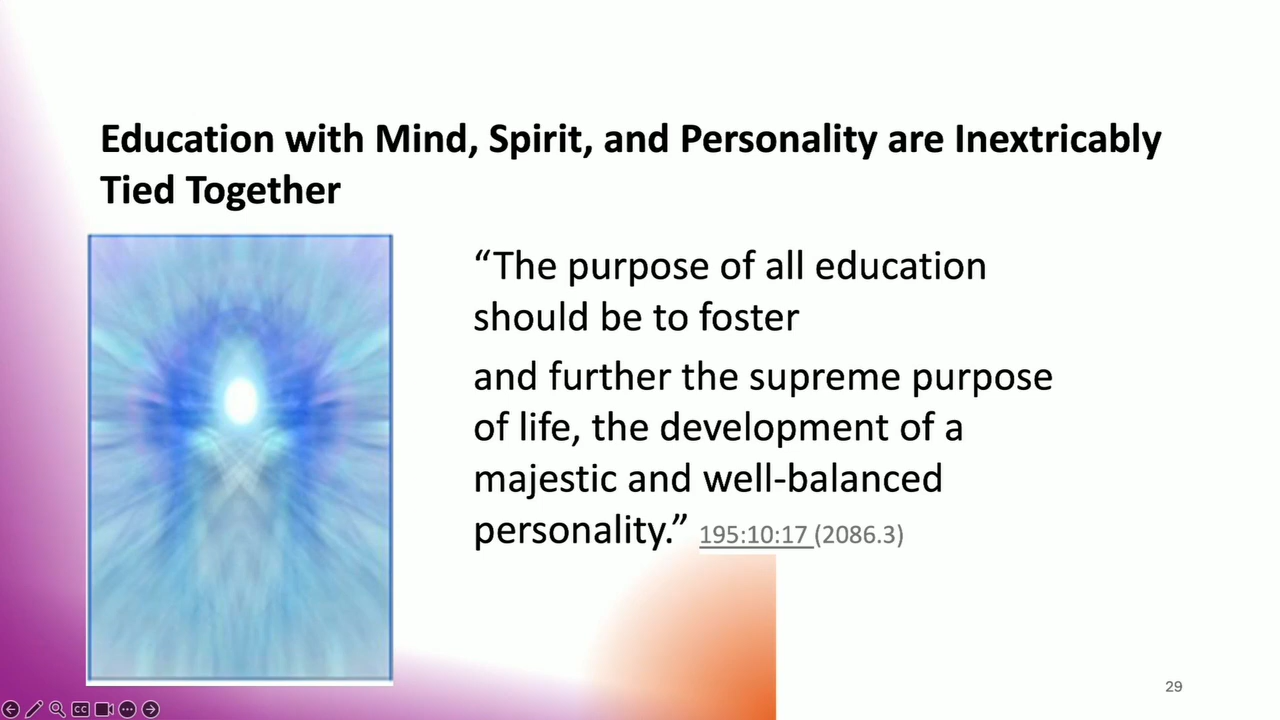 Education with Mind, Spirit, and Personality are Inextricably
Tied Together
“The purpose of all education
should be to foster
and further the supreme purpose
of life, the development of a
majestic and well-balanced
personality.” 195:10:17 (2086.3)
29
CC